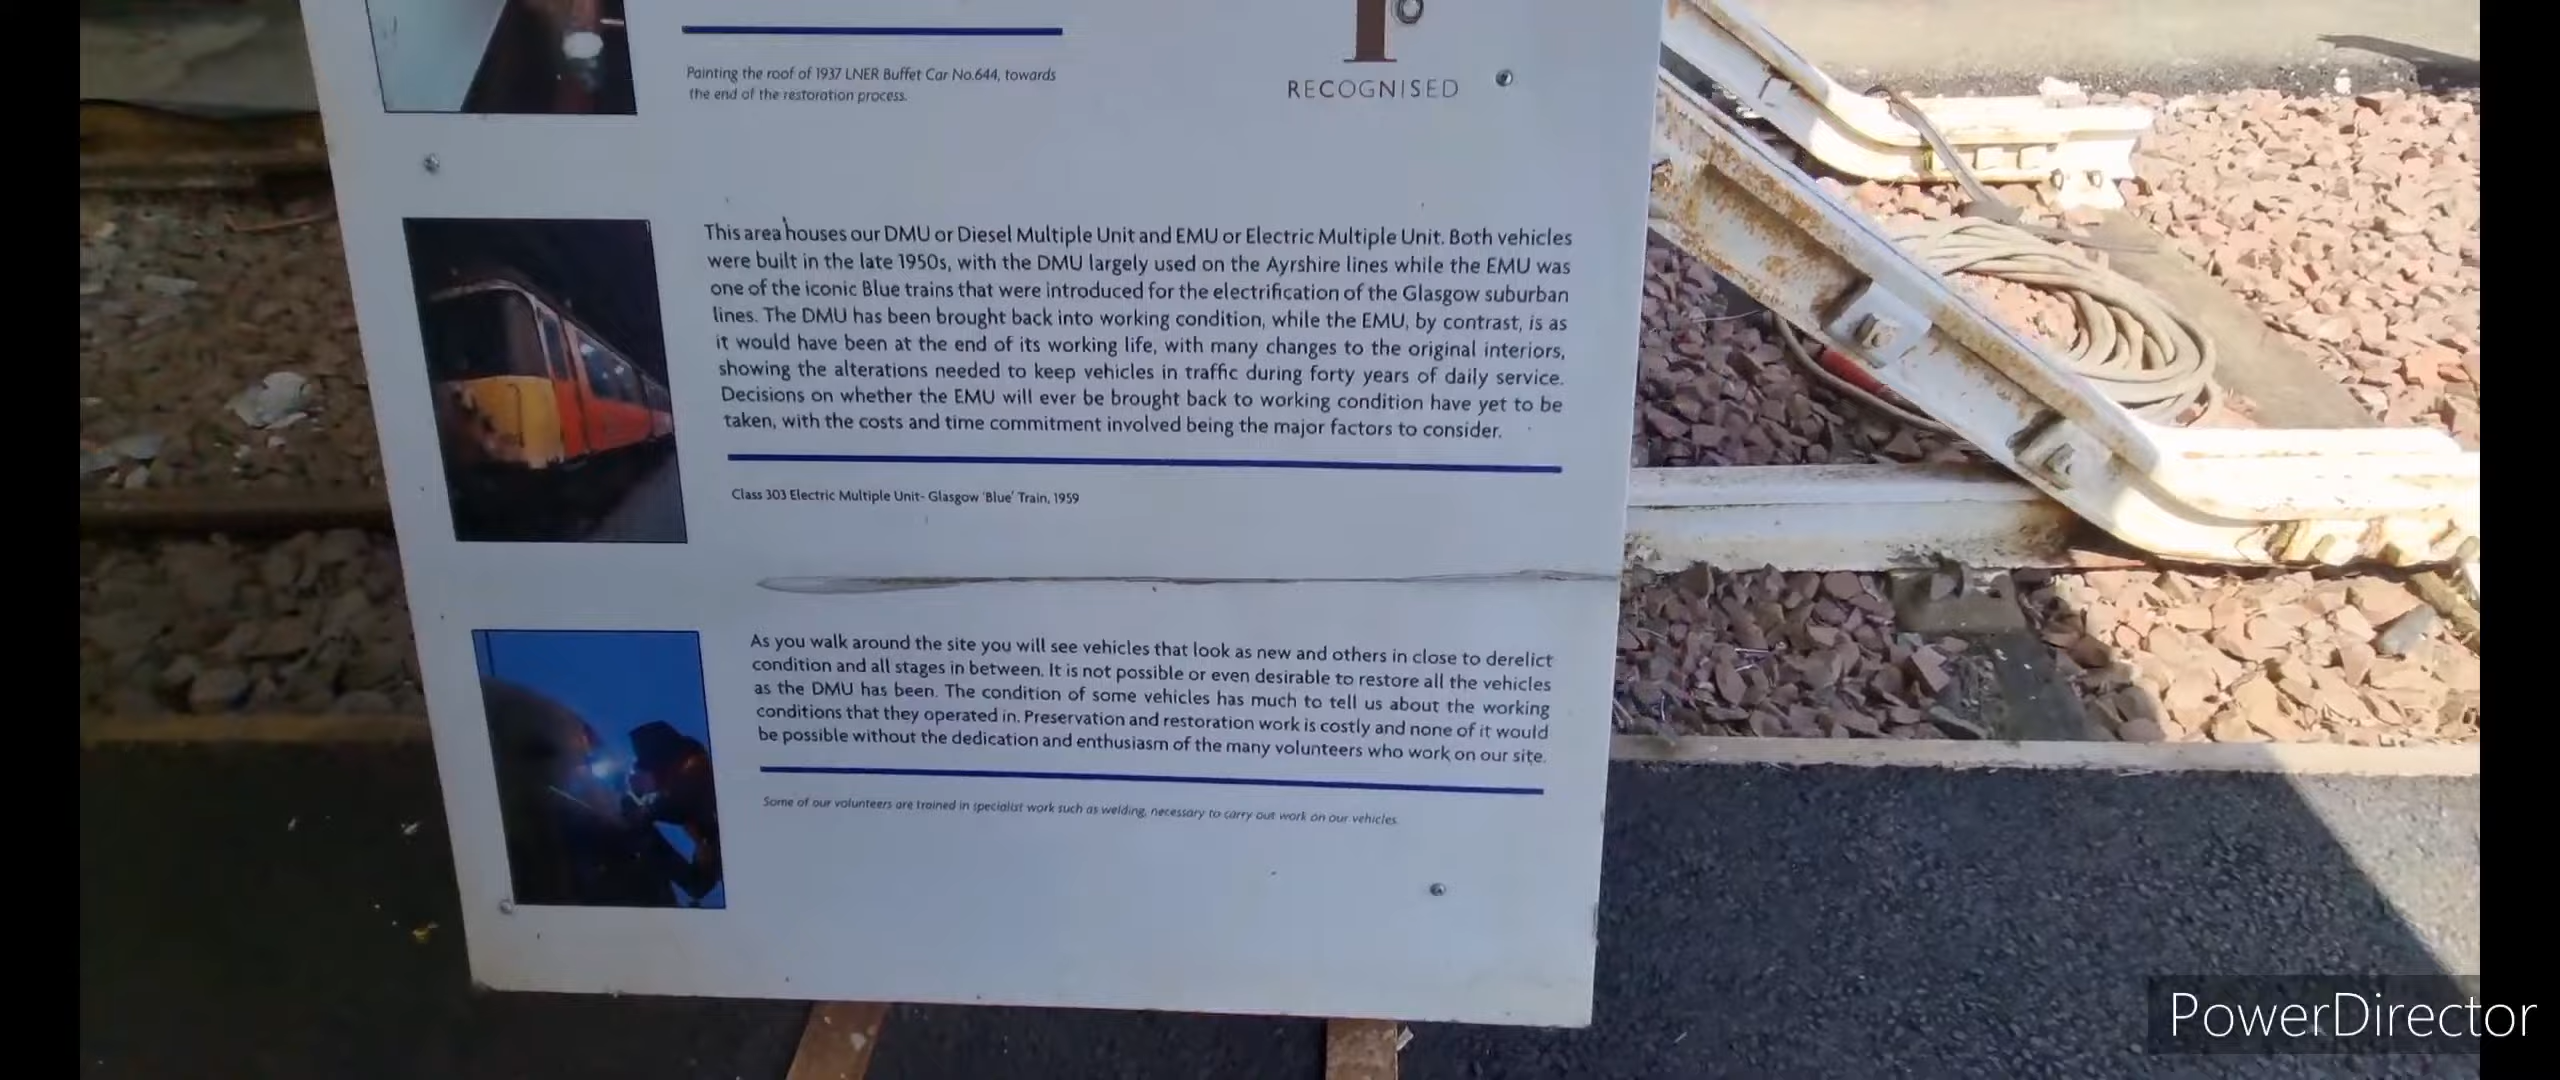 Painting the roof of 1937 LNER Buffet Car No.644, towards
the end of the restoration process.
RECOGNISED
This area houses our DMU or Diesel Multiple Unit and EMU or Electric Multiple Unit. Both vehicles
were built in the late 1950s, with the DMU largely used on the Ayrshire lines while the EMU was
one of the iconic Blue trains that were introduced for the electrification of the Glasgow suburban
lines. The DMU has been brought back into working condition, while the EMU, by contrast, is as
it would have been at the end of its working life, with many changes to the original interiors,
showing the alterations needed to keep vehicles in traffic during forty years of daily service.
Decisions on whether the EMU will ever be brought back to working condition have yet to be
taken, with the costs and time commitment involved being the major factors to consider.
Class 303 Electric Multiple Unit- Glasgow 'Blue' Train, 1959
As you walk around the site you will see vehicles that look as new and others in close to derelict
condition and all stages in between. It is not possible or even desirable to restore all the vehicles
as the DMU has been. The condition of some vehicles has much to tell us about the working
conditions that they operated in. Preservation and restoration work is costly and none of it would
be possible without the dedication and enthusiasm of the many volunteers who work on our site.
Some of our volunteers are trained in specialist work such as welding, necessary to carry out work on our vehicles.
PowerDirector